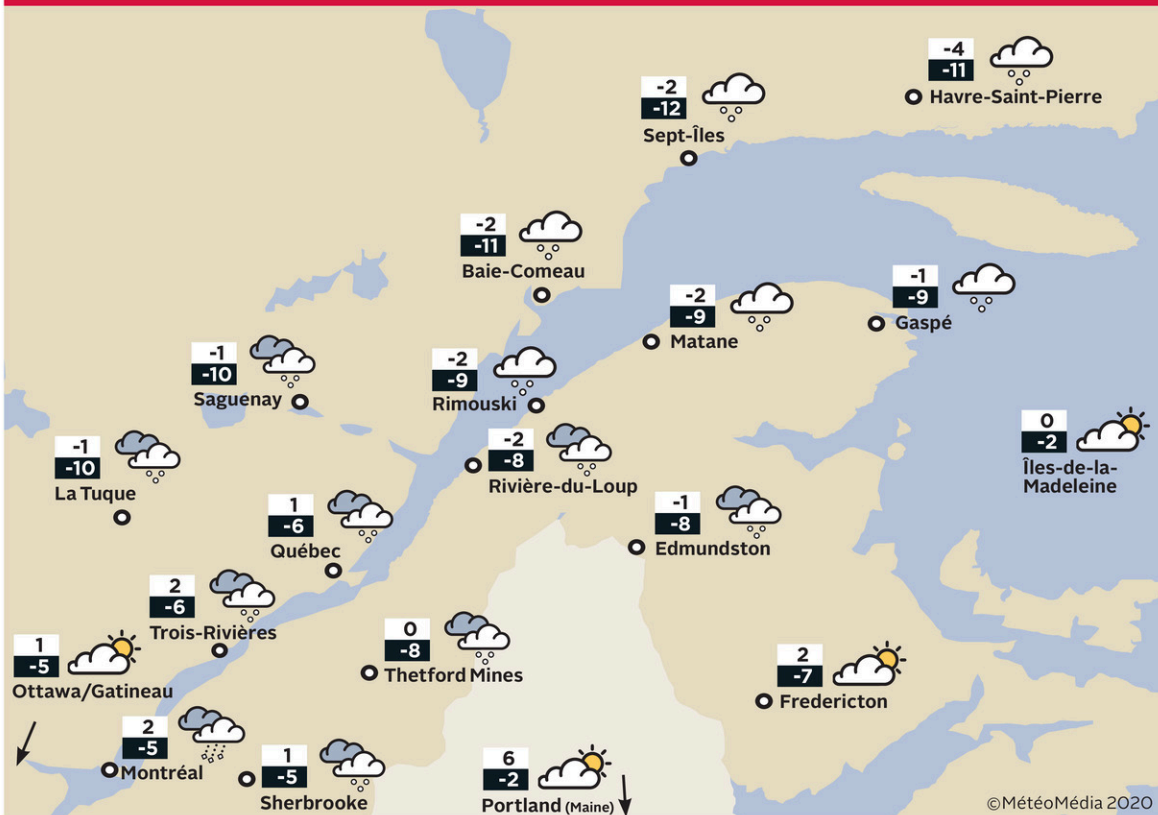 -4
-11
Havre-Saint-Pierre
-2
-12
Sept-Îles
-2
-11
Baie-Comeau
-1
-9
Gaspé
-2
-9
Matane
-1
-10
Saguenay
-2
-9
Rimouski
0
-2
Îles-de-la-
Madeleine
-1
-10
La Tuque
-2
-8
Rivière-du-Loup
1
-6
Québec
-1
-8
Edmundston
2
-6
Trois-Rivières
0
-8
Thetford Mines
1
-5
Ottawa/Gatineau
2
-7
Fredericton
2
-5
Montréal
1
-5
Sherbrooke
6
-2
Portland (Maine)
©MétéoMédia 2020